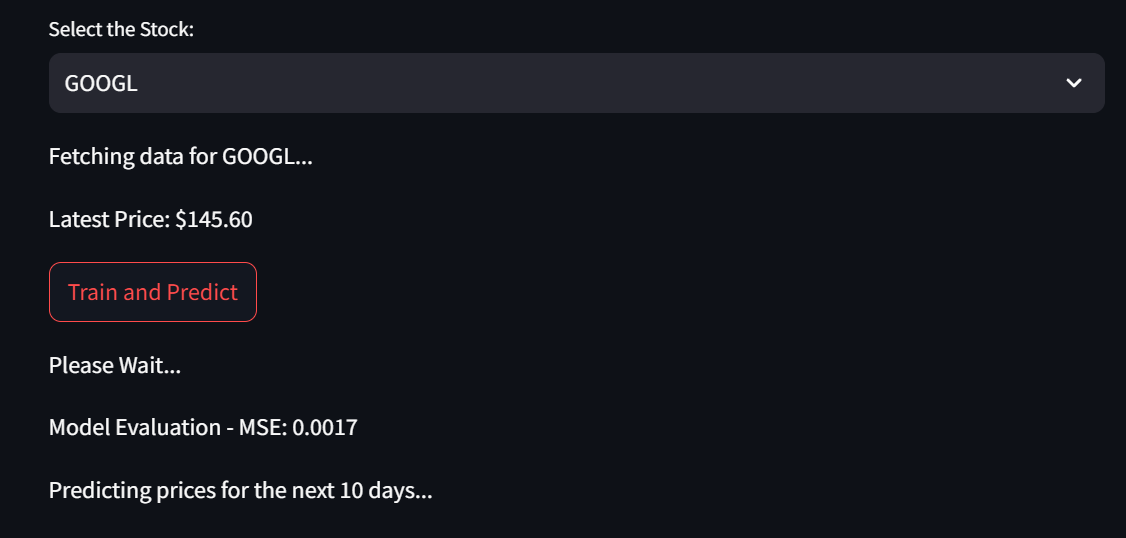 Select the Stock:
GOOGL
Fetching data for GOOGL...
Latest Price: $145.60
Train and Predict
Please Wait...
Model Evaluation - MSE: 0.0017
Predicting prices for the next 10 days...